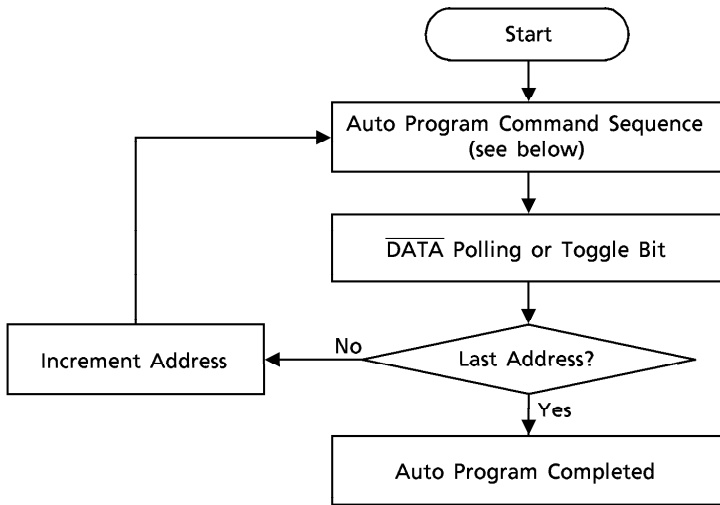 Start
Auto Program Command Sequence
(see below)
D̅A̅T̅A̅ Polling or Toggle Bit
Last Address?
No
Increment Address
Yes
Auto Program Completed